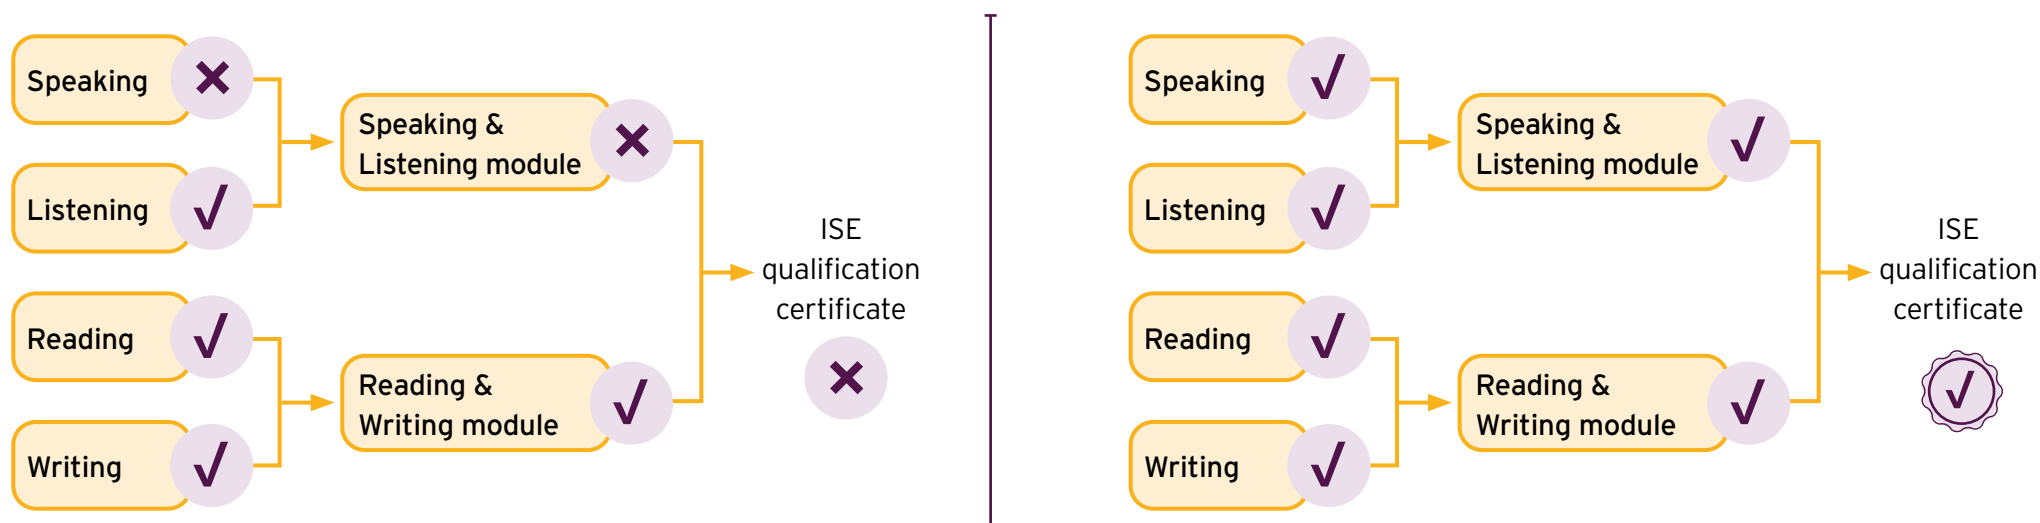 Speaking
Listening
Reading
Writing
Speaking &
Listening module
Reading &
Writing module
ISE
qualification
certificate
Speaking
Listening
Reading
Writing
Speaking &
Listening module
Reading &
Writing module
ISE
qualification
certificate